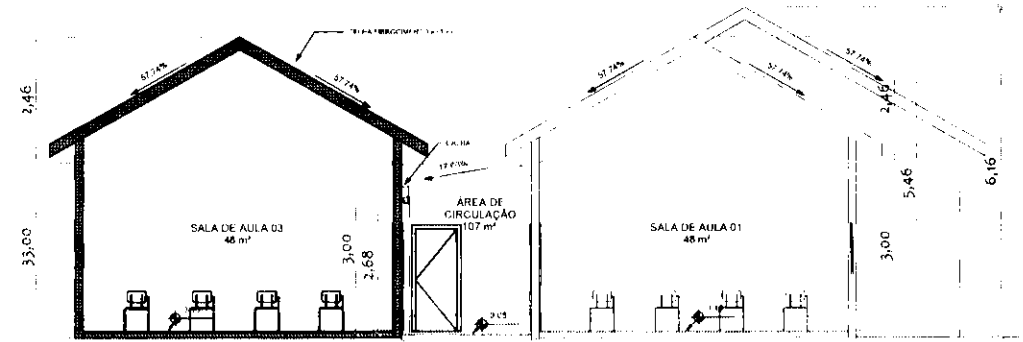 57,74%
57,74%
2,46
SALA DE AULA 03
48 m²
33,00
3,00
2,68
ÁREA DE
CIRCULAÇÃO
107 m²
57,74%
57,74%
57,74%
2,46
5,46
6,16
SALA DE AULA 01
48 m²
3,00